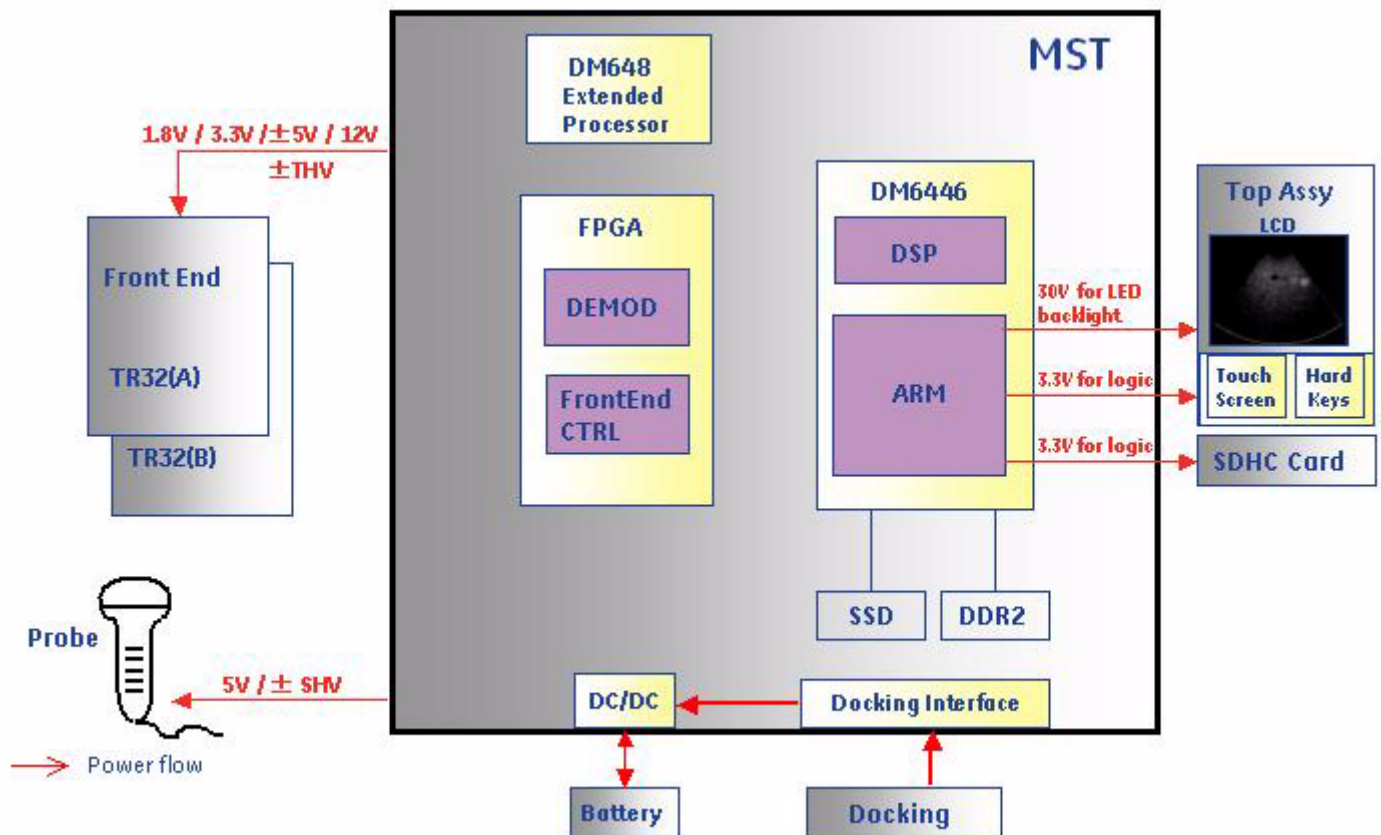 MST
DM648
Extended
Processor
1.8V / 3.3V /±5V / 12V
±THV
Front End
TR32(A)
TR32(B)
FPGA
DEMOD
FrontEnd
CTRL
DM6446
DSP
ARM
30V for LED
backlight
3.3V for logic
3.3V for logic
Top Assy
LCD
Touch
Screen
Hard
Keys
SDHC Card
SSD
DDR2
Probe
5V / ± SHV
DC/DC
Docking Interface
Power flow
Battery
Docking